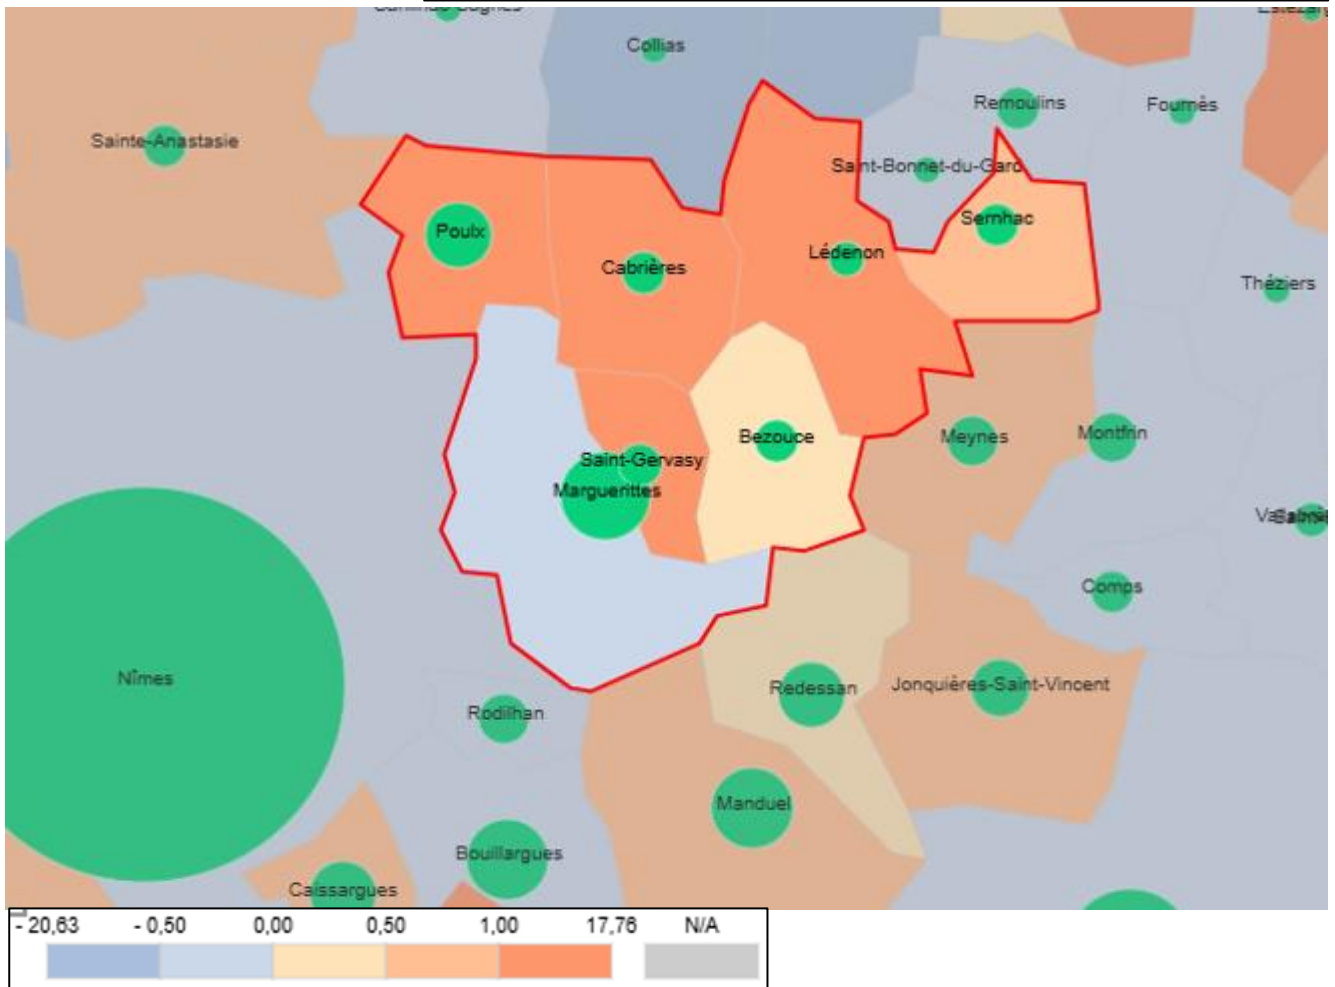 Collias
Remoulins
Fournès
Sainte-Anastasie
Saint-Bonnet-du-Gard
Sernhac
Poulx
Lédenon
Cabrières
Théziers
Bezouce
Meynes
Montfrin
Saint-Gervasy
Marguerittes
Comps
Nîmes
Redessan
Jonquières-Saint-Vincent
Rodilhan
Manduel
Bouillargues
Caissargues
- 20,63 - 0,50 0,00 0,50 1,00 17,76 N/A